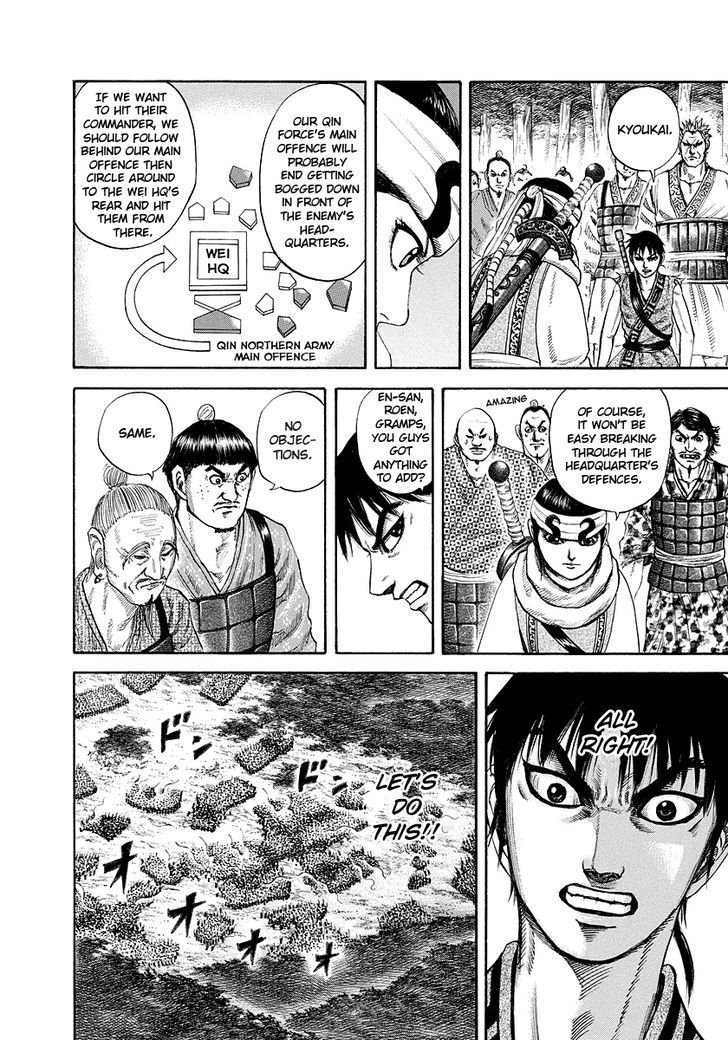 KYOUKAI.
OUR QIN
FORCE'S MAIN
OFFENCE WILL
PROBABLY
END GETTING
BOGGED DOWN
IN FRONT OF
THE ENEMY'S
HEAD-
QUARTERS.
IF WE WANT
TO HIT THEIR
COMMANDER, WE
SHOULD FOLLOW
BEHIND OUR MAIN
OFFENCE THEN
CIRCLE AROUND
TO THE WEI HQ'S
REAR AND HIT
THEM FROM
THERE.
WEI
HQ
QIN NORTHERN ARMY
MAIN OFFENCE
OF COURSE,
IT WON'T BE
EASY BREAKING
THROUGH THE
HEADQUARTER'S
DEFENCES.
AMAZING
EN-SAN,
ROEN,
GRAMPS,
YOU GUYS
GOT
ANYTHING
TO ADD?
NO
OBJEC-
TIONS.
SAME.
ALL
RIGHT!
LET'S
DO
THIS!!
ドン
ドン
オオ
オオ